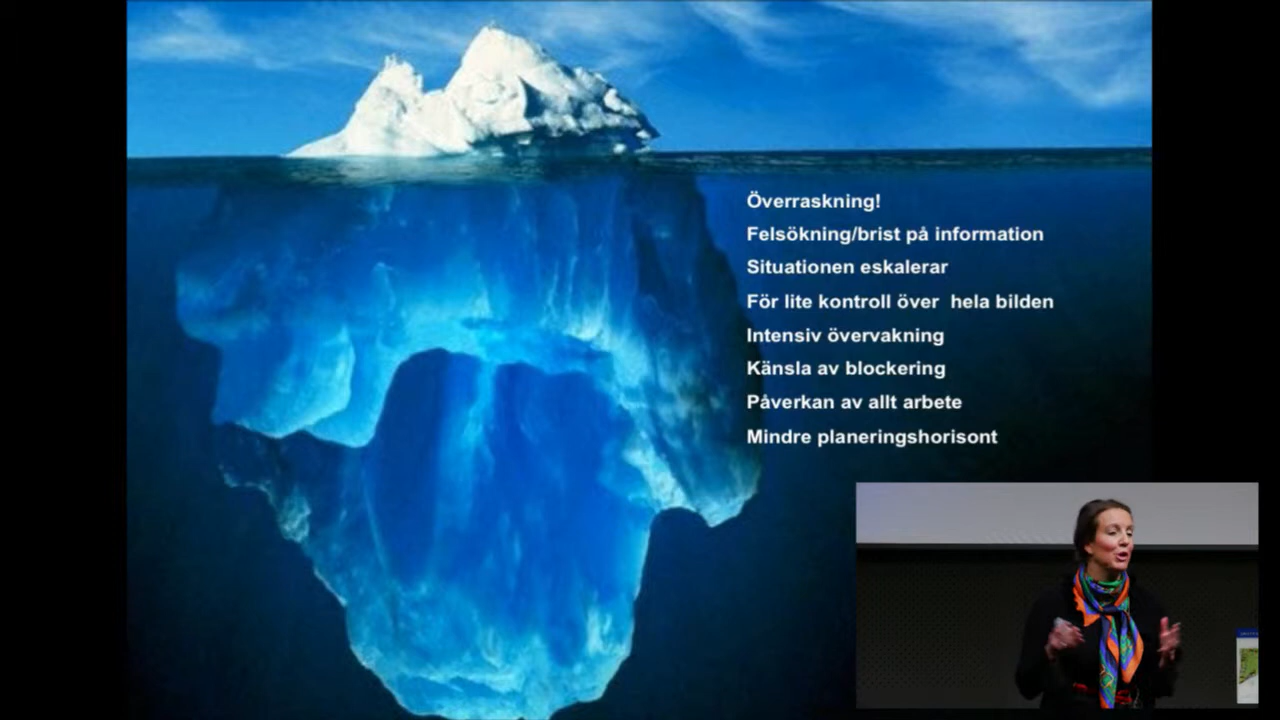 Överraskning!
Felsökning/brist på information
Situationen eskalerar
För lite kontroll över  hela bilden
Intensiv övervakning
Känsla av blockering
Påverkan av allt arbete
Mindre planeringshorisont